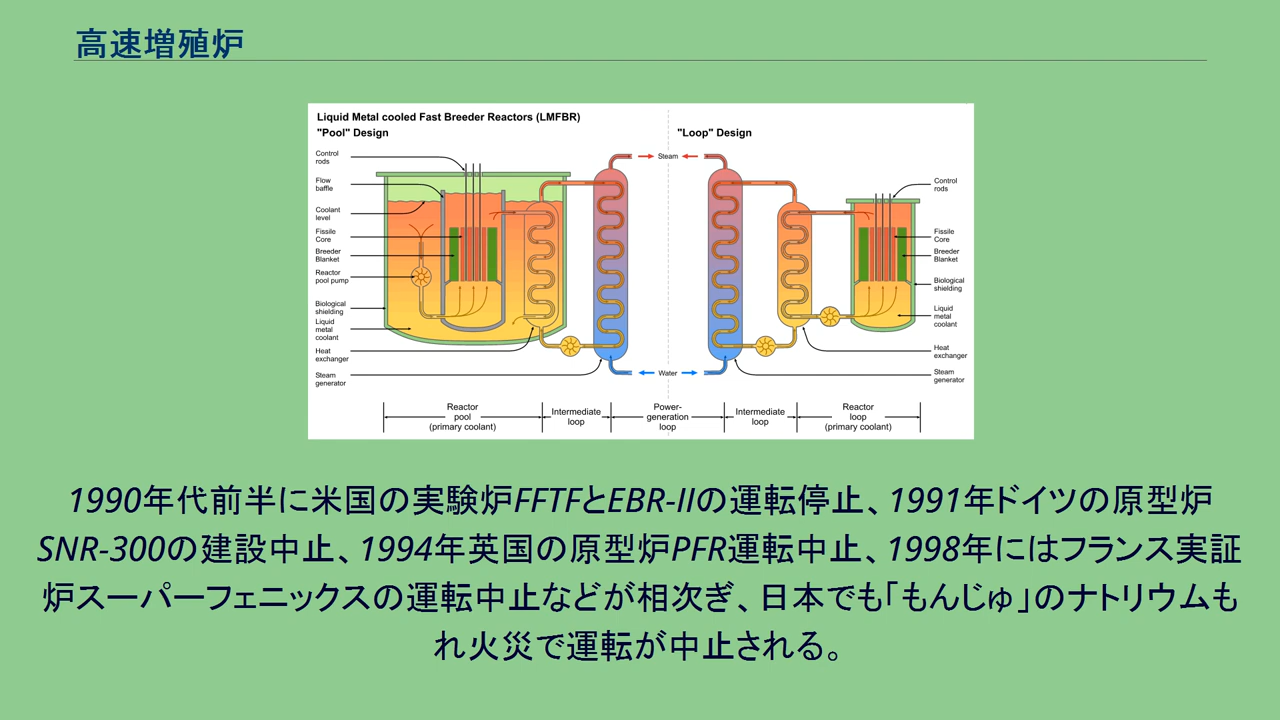 高速増殖炉
Liquid Metal cooled Fast Breeder Reactors (LMFBR)
"Pool" Design
"Loop" Design
Control
rods
Flow
baffle
Coolant
level
Fissile
Core
Breeder
Blanket
Reactor
pool pump
Biological
shielding
Liquid
metal
coolant
Heat
exchanger
Steam
generator
Steam
Water
Control
rods
Fissile
Core
Breeder
Blanket
Biological
shielding
Liquid
metal
coolant
Heat
exchanger
Steam
generator
Reactor
pool
(primary coolant)
Intermediate
loop
Power-
generation
loop
Intermediate
loop
Reactor
loop
(primary coolant)
1990年代前半に米国の実験炉FFTFとEBR-IIの運転停止、1991年ドイツの原型炉
SNR-300の建設中止、1994年英国の原型炉PFR運転中止、1998年にはフランス実証
炉スーパーフェニックスの運転中止などが相次ぎ、日本でも「もんじゅ」のナトリウムも
れ火災で運転が中止される。